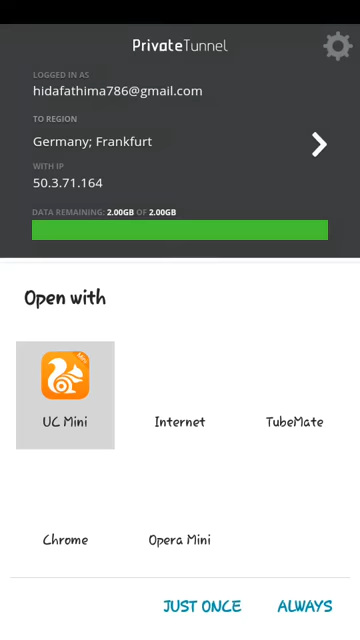 PrivateTunnel
LOGGED IN AS
hidafathima786@gmail.com
TO REGION
Germany; Frankfurt
WITH IP
50.3.71.164
DATA REMAINING: 2.00GB OF 2.00GB
Open with
Mini
UC Mini
Internet
TubeMate
Chrome
Opera Mini
JUST ONCE
ALWAYS